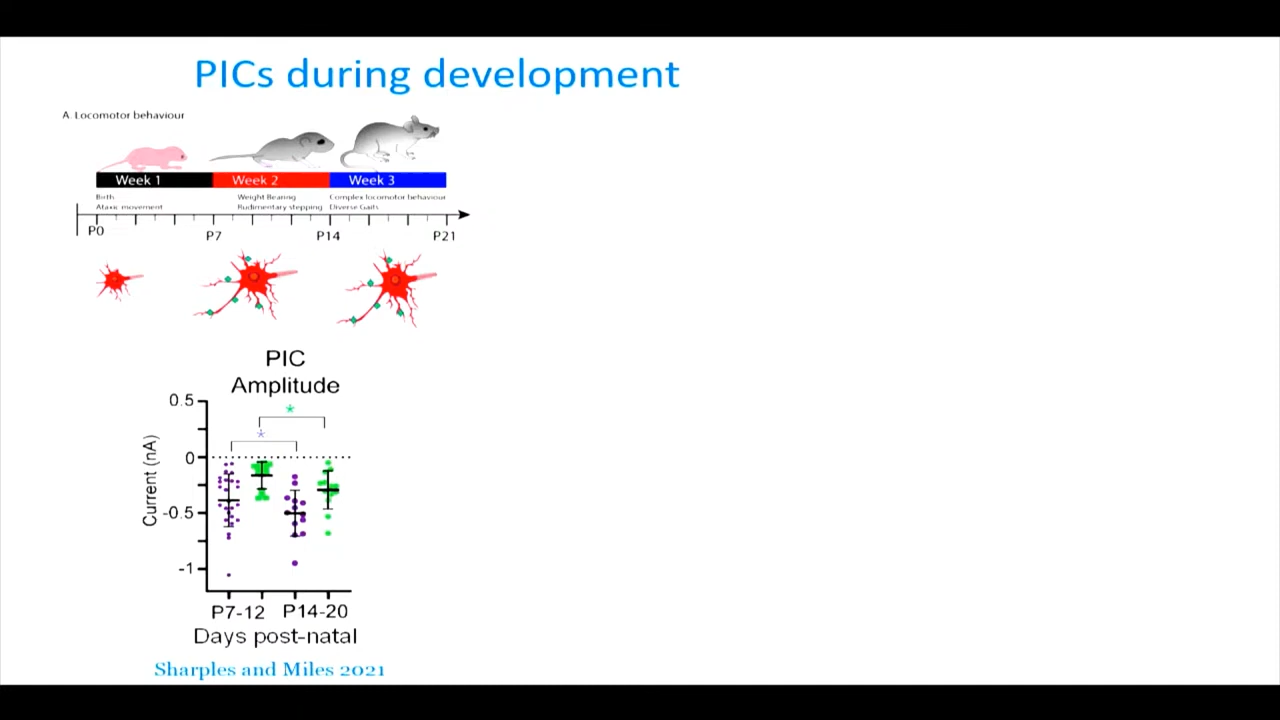 PICs during development
A. Locomotor behaviour
Week 1 Week 2 Week 3
Birth Weight Bearing Complex locomotor behaviour
Ataxic movement Rudimentary stepping Diverse Gaits
P0 P7 P14 P21
PIC
Amplitude
0.5
*
*
0
-0.5
-1
Current (nA)
P7-12 P14-20
Days post-natal
Sharples and Miles 2021